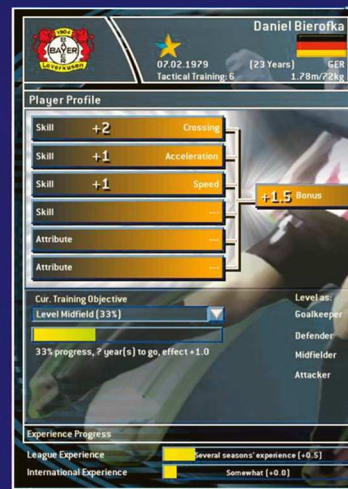 1904
BAYER
Leverkusen
Daniel Bierofka
07.02.1979 (23 Years) GER
Tactical Training: 6 1.78m/72kg
Player Profile
Skill +2 Crossing
Skill +1 Acceleration
Skill +1 Speed
+1.5 Bonus
Skill ---
Attribute ---
Attribute ---
Cur. Training Objective
Level as:
Level Midfield (33%)
Goalkeeper
Defender
33% progress, ? year(s) to go, effect +1.0
Midfielder
Attacker
Experience Progress
League Experience Several seasons' experience (+0.5)
International Experience Somewhat (+0.0)